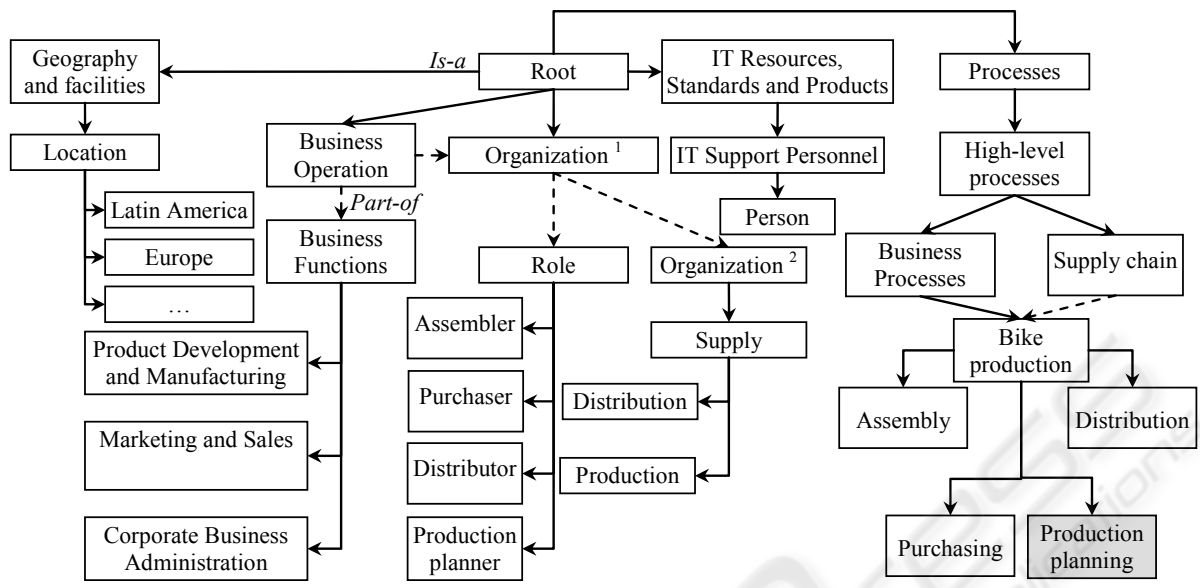 Geography
and facilities
Is-a
Root
IT Resources,
Standards and Products
Processes
Location
Business
Operation
Organization 1
IT Support Personnel
High-level
processes
Latin America
Part-of
Person
Europe
Business
Functions
Role
Organization 2
Business
Processes
Supply chain
…
Assembler
Supply
Bike
production
Product Development
and Manufacturing
Purchaser
Distribution
Assembly
Distribution
Marketing and Sales
Distributor
Production
Corporate Business
Administration
Production
planner
Purchasing
Production
planning